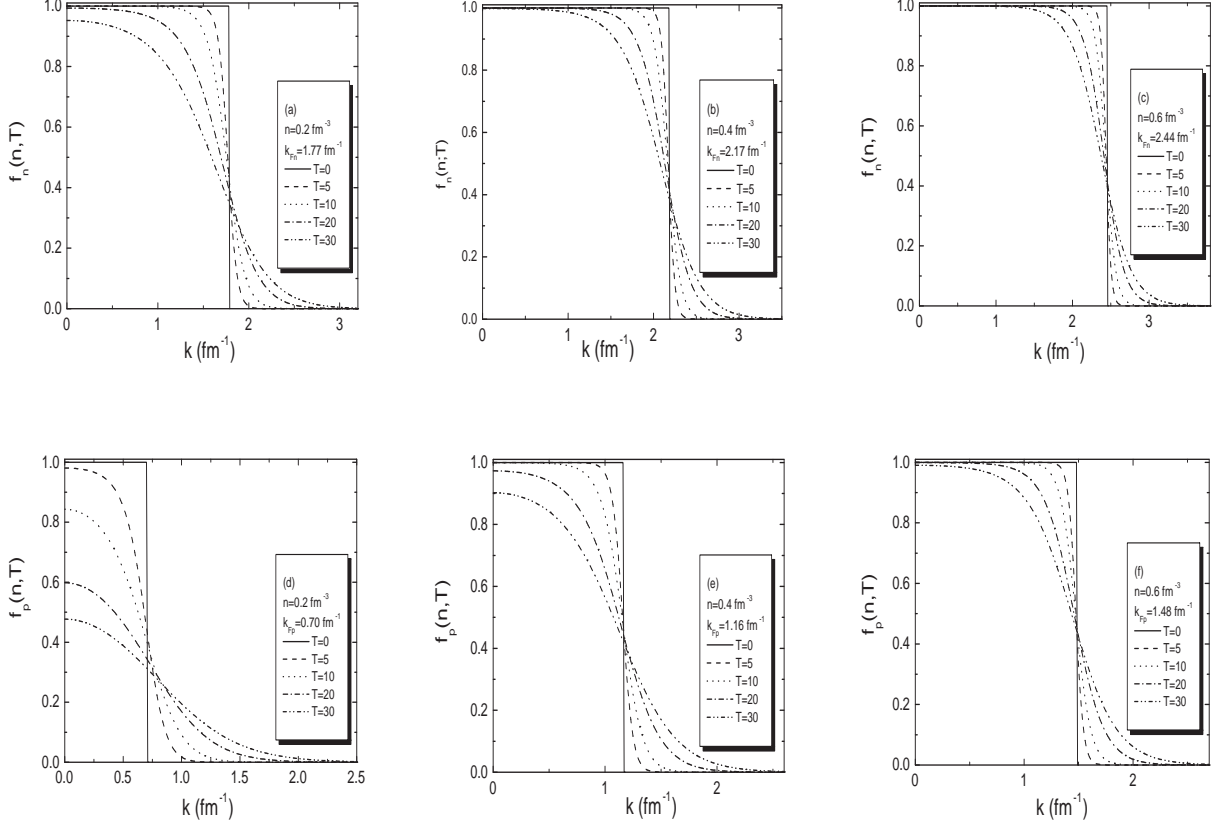 f_n(n,T)
1.0
0.8
0.6
0.4
0.2
0.0
0 1 2 3
k (fm^-1)
(a)
n=0.2 fm^-3
k_Fn=1.77 fm^-1
T=0
T=5
T=10
T=20
T=30
f_n(n;T)
1.0
0.8
0.6
0.4
0.2
0.0
0 1 2 3
k (fm^-1)
(b)
n=0.4 fm^-3
k_Fn=2.17 fm^-1
T=0
T=5
T=10
T=20
T=30
f_n(n,T)
1.0
0.8
0.6
0.4
0.2
0.0
0 1 2 3
k (fm^-1)
(c)
n=0.6 fm^-3
k_Fn=2.44 fm^-1
T=0
T=5
T=10
T=20
T=30
f_p(n,T)
1.0
0.8
0.6
0.4
0.2
0.0
0.0 0.5 1.0 1.5 2.0 2.5
k (fm^-1)
(d)
n=0.2 fm^-3
k_Fp=0.70 fm^-1
T=0
T=5
T=10
T=20
T=30
f_p(n,T)
1.0
0.8
0.6
0.4
0.2
0.0
0 1 2
k (fm^-1)
(e)
n=0.4 fm^-3
k_Fp=1.16 fm^-1
T=0
T=5
T=10
T=20
T=30
f_p(n,T)
1.0
0.8
0.6
0.4
0.2
0.0
0 1 2
k (fm^-1)
(f)
n=0.6 fm^-3
k_Fp=1.48 fm^-1
T=0
T=5
T=10
T=20
T=30